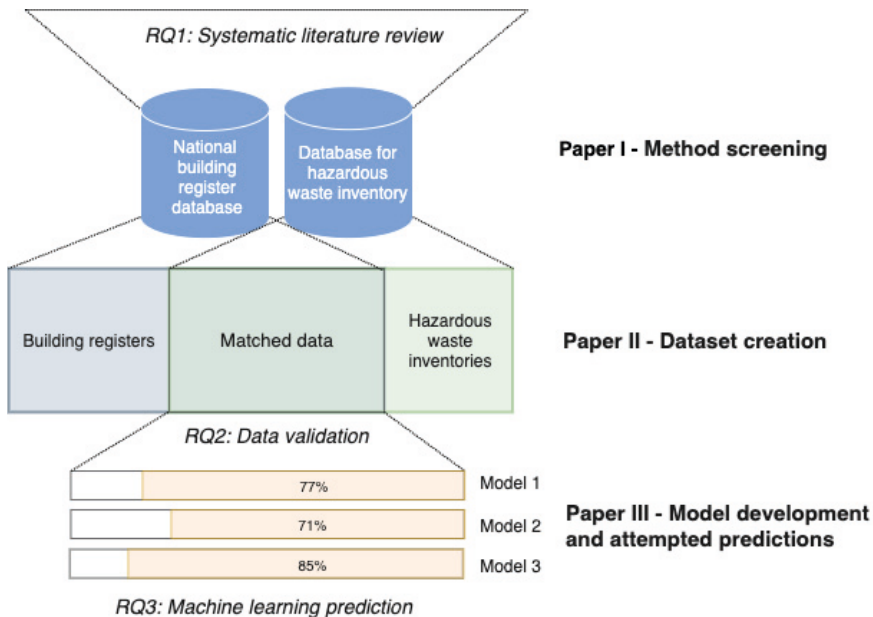 RQ1: Systematic literature review
National
building
register
database
Database for
hazardous
waste inventory
Paper I - Method screening
Building registers
Matched data
Hazardous
waste
inventories
Paper II - Dataset creation
RQ2: Data validation
77%
Model 1
71%
Model 2
85%
Model 3
Paper III - Model development
and attempted predictions
RQ3: Machine learning prediction